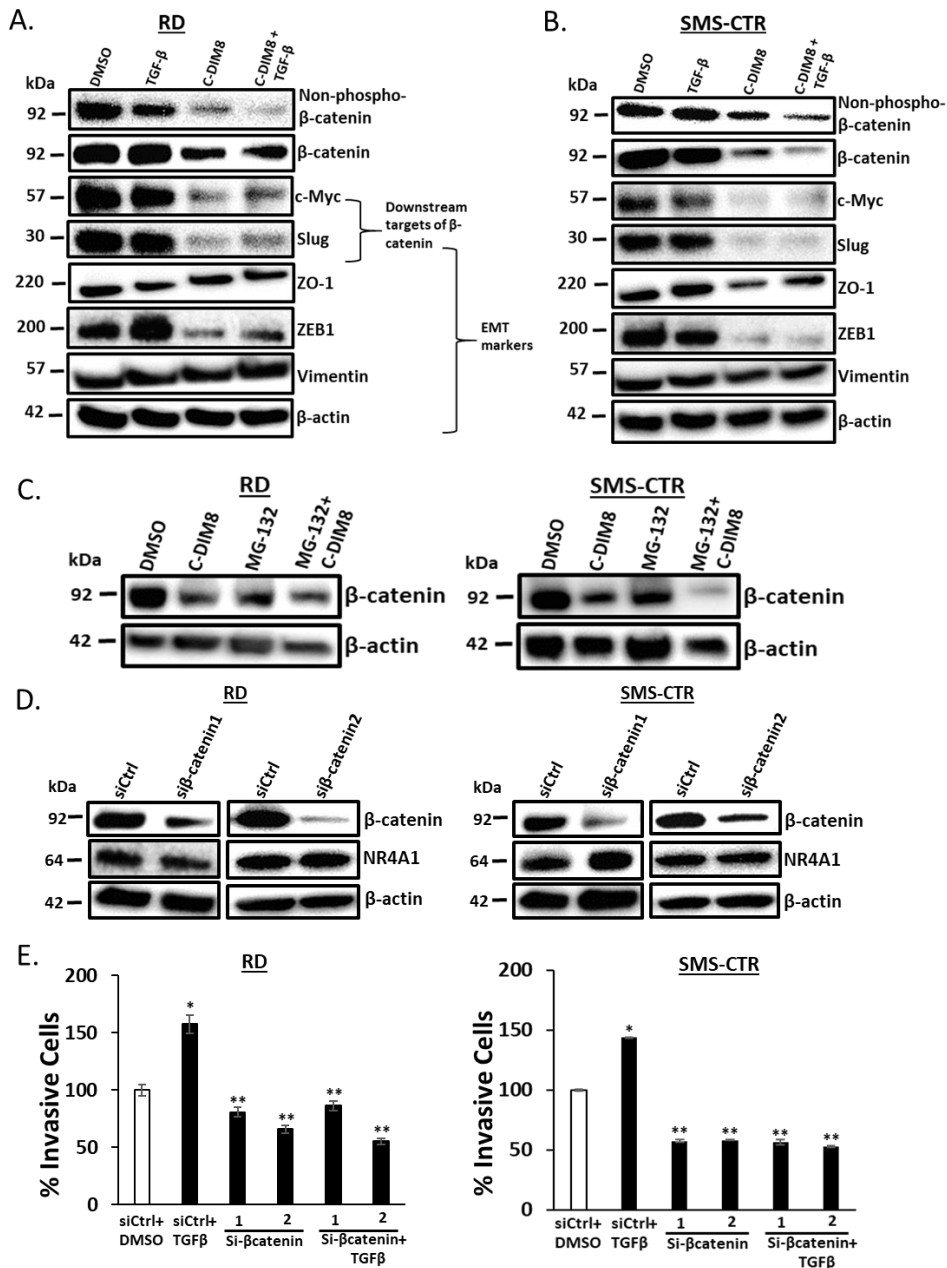 A.
RD
DMSO
TGF-β
C-DIM8
C-DIM8 +
TGF-β
kDa
92
Non-phospho-
β-catenin
92
β-catenin
57
c-Myc
30
Slug
Downstream
targets of β-
catenin
220
ZO-1
200
ZEB1
EMT
markers
57
Vimentin
42
β-actin
B.
SMS-CTR
DMSO
TGF-β
C-DIM8
C-DIM8 +
TGF-β
kDa
92
Non-phospho-
β-catenin
92
β-catenin
57
c-Myc
30
Slug
220
ZO-1
200
ZEB1
57
Vimentin
42
β-actin
C.
RD
DMSO
C-DIM8
MG-132
MG-132+
C-DIM8
kDa
92
β-catenin
42
β-actin
SMS-CTR
DMSO
C-DIM8
MG-132
MG-132+
C-DIM8
kDa
92
β-catenin
42
β-actin
D.
RD
siCtrl
siβ-catenin1
siCtrl
siβ-catenin2
kDa
92
β-catenin
64
NR4A1
42
β-actin
SMS-CTR
siCtrl
siβ-catenin1
siCtrl
siβ-catenin2
kDa
92
β-catenin
64
NR4A1
42
β-actin
E.
RD
% Invasive Cells
200
150
100
50
0
*
**
**
**
**
siCtrl+
DMSO
siCtrl+
TGFβ
1 2
Si-βcatenin
1 2
Si-βcatenin+
TGFβ
SMS-CTR
% Invasive Cells
200
150
100
50
0
*
**
**
**
**
siCtrl+
DMSO
siCtrl+
TGFβ
1 2
Si-βcatenin
1 2
Si-βcatenin+
TGFβ